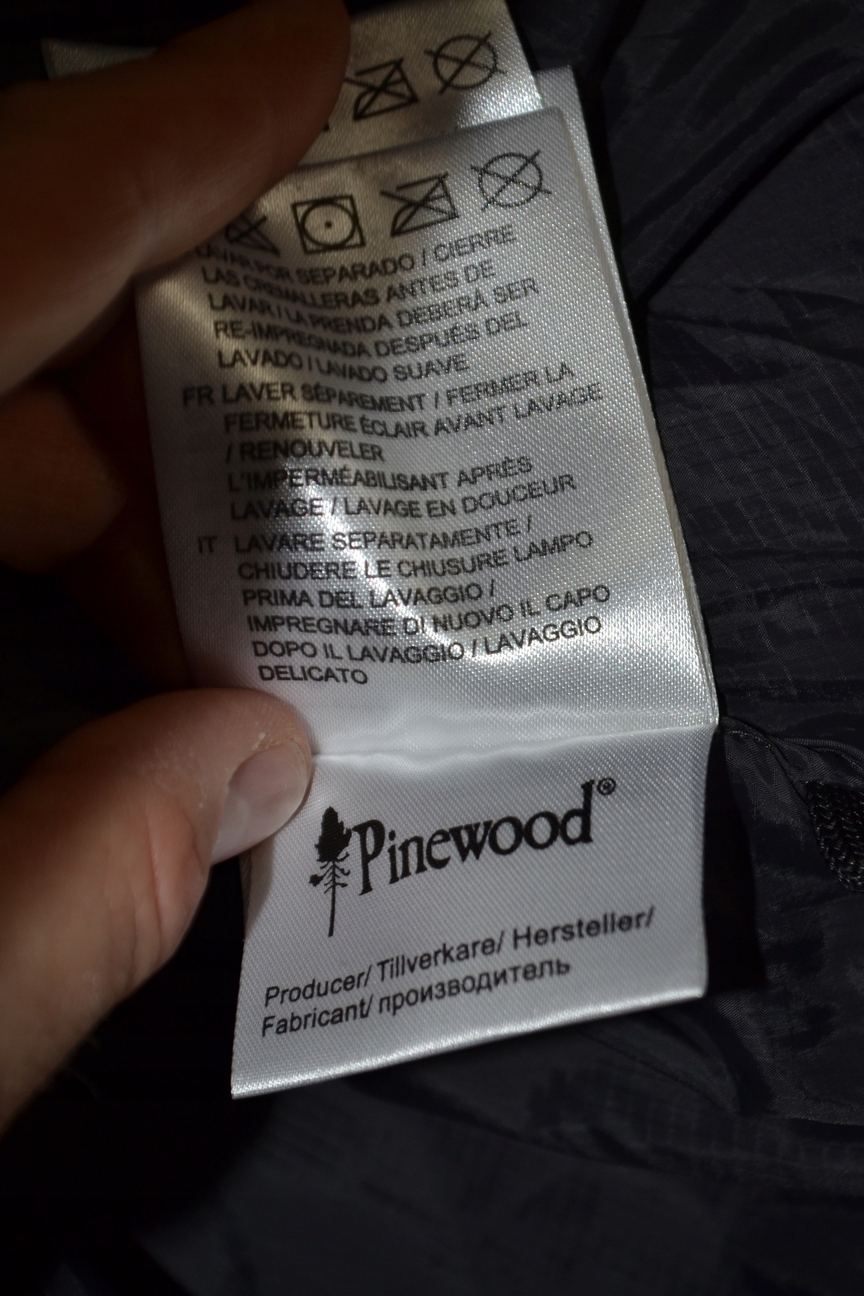 LAVAR POR SEPARADO / CIERRE
LAS CREMALLERAS ANTES DE
LAVAR / LA PRENDA DEBERÁ SER
RE-IMPREGNADA DESPUÉS DEL
LAVADO / LAVADO SUAVE
FR LAVER SÉPAREMENT / FERMER LA
FERMETURE ÉCLAIR AVANT LAVAGE
/ RENOUVELER
L'IMPERMÉABILISANT APRÈS
LAVAGE / LAVAGE EN DOUCEUR
IT LAVARE SEPARATAMENTE /
CHIUDERE LE CHIUSURE LAMPO
PRIMA DEL LAVAGGIO /
IMPREGNARE DI NUOVO IL CAPO
DOPO IL LAVAGGIO / LAVAGGIO
DELICATO
Pinewood®
Producer/ Tillverkare/ Hersteller/
Fabricant/ производитель